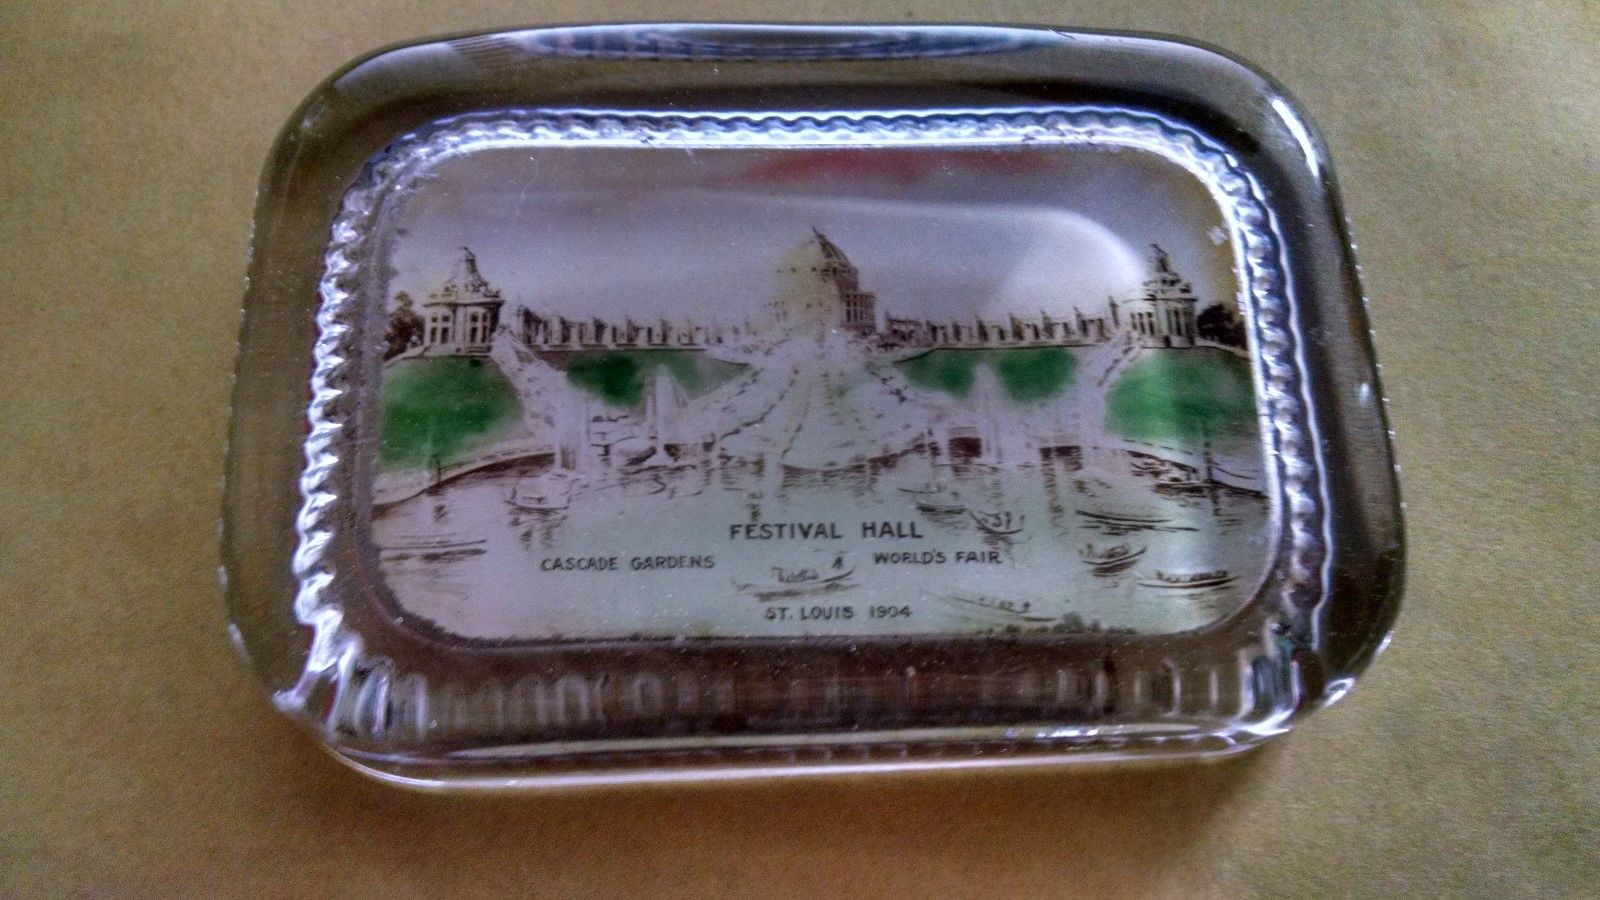 FESTIVAL HALL
CASCADE GARDENS WORLD'S FAIR
ST. LOUIS 1904